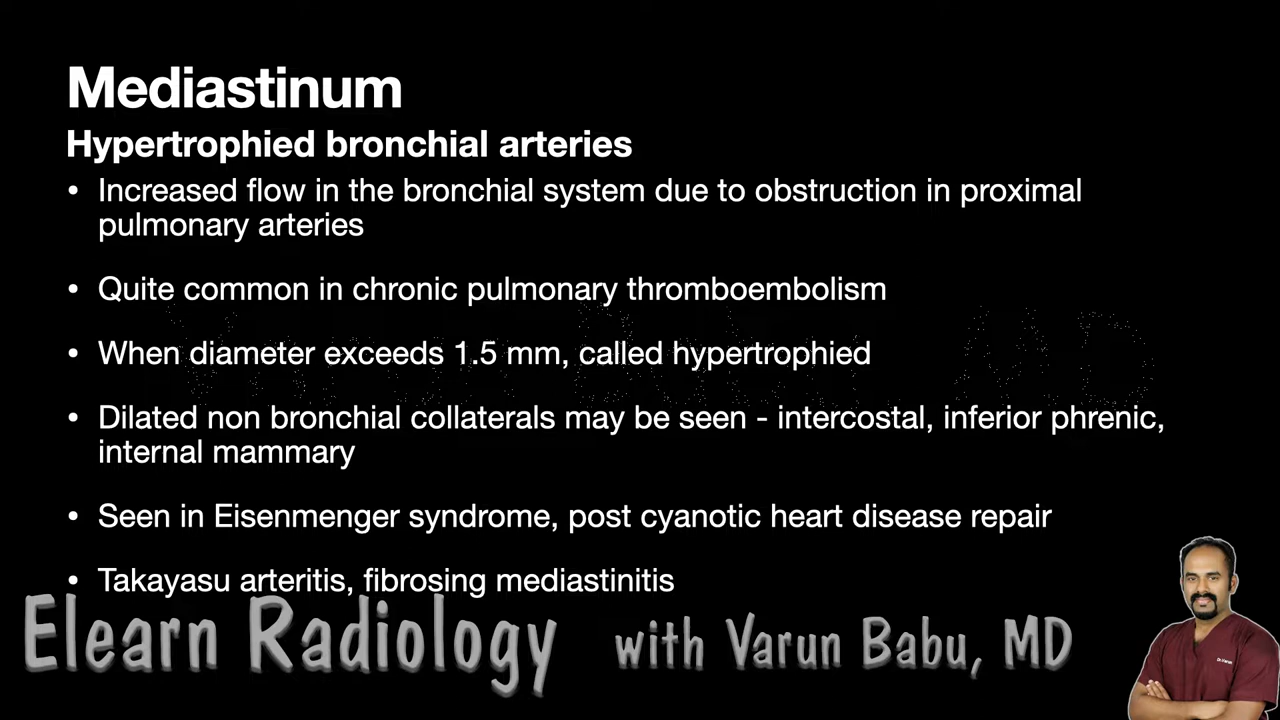 Mediastinum
Hypertrophied bronchial arteries
• Increased flow in the bronchial system due to obstruction in proximal
pulmonary arteries
• Quite common in chronic pulmonary thromboembolism
• When diameter exceeds 1.5 mm, called hypertrophied
• Dilated non bronchial collaterals may be seen - intercostal, inferior phrenic,
internal mammary
• Seen in Eisenmenger syndrome, post cyanotic heart disease repair
• Takayasu arteritis, fibrosing mediastinitis
Elearn Radiology with Varun Babu, MD